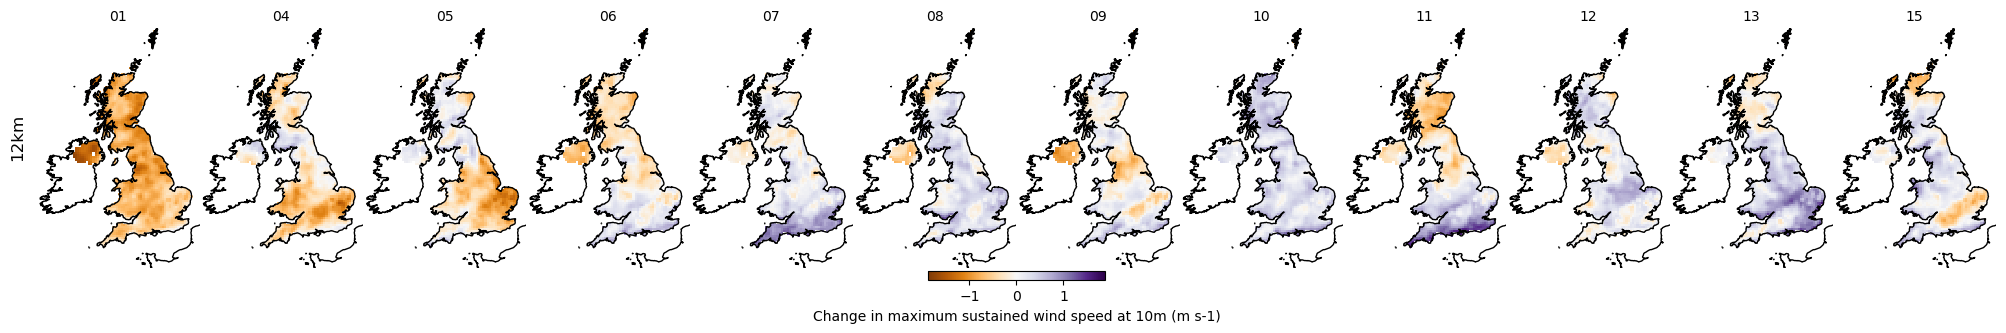 01 04 05 06 07 08 09 10 11 12 13 15
12km
−1 0 1
Change in maximum sustained wind speed at 10m (m s-1)